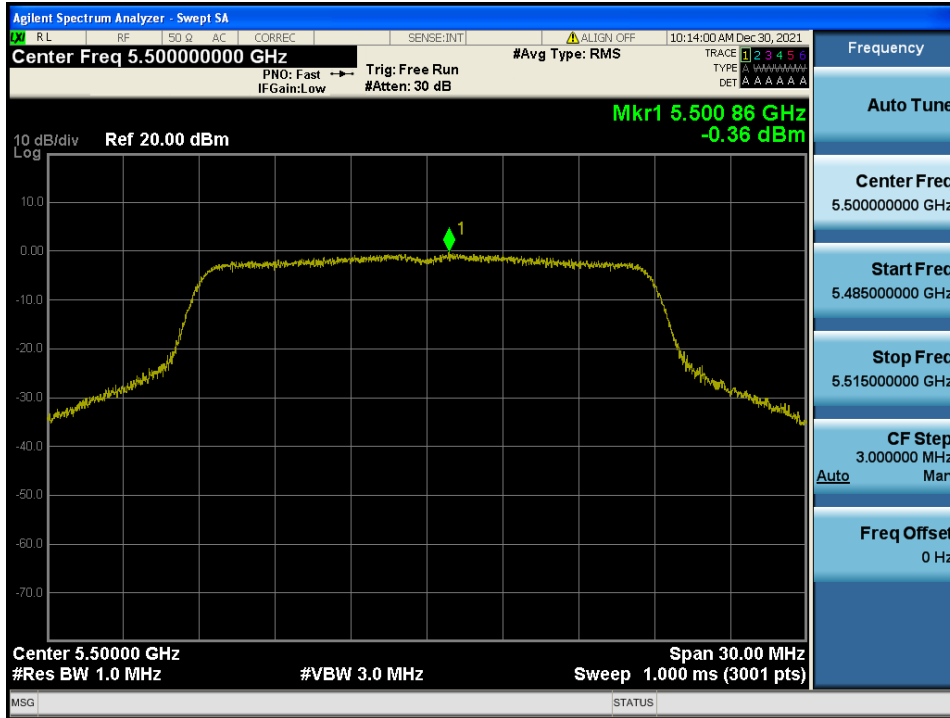 Agilent Spectrum Analyzer - Swept SA
LXI RL RF 50 Ω AC CORREC SENSE:INT ALIGN OFF 10:14:00 AM Dec 30, 2021
Center Freq 5.500000000 GHz
PNO: Fast
IFGain:Low
Trig: Free Run
#Atten: 30 dB
#Avg Type: RMS
TRACE 1 2 3 4 5 6
TYPE A WWWWW
DET A A A A A A
Mkr1 5.500 86 GHz
-0.36 dBm
10 dB/div Ref 20.00 dBm
Log
10.0
0.00
-10.0
-20.0
-30.0
-40.0
-50.0
-60.0
-70.0
1
Center 5.50000 GHz Span 30.00 MHz
#Res BW 1.0 MHz #VBW 3.0 MHz Sweep 1.000 ms (3001 pts)
MSG STATUS
Frequency
Auto Tune
Center Freq
5.500000000 GHz
Start Freq
5.485000000 GHz
Stop Freq
5.515000000 GHz
CF Step
3.000000 MHz
Auto Man
Freq Offset
0 Hz